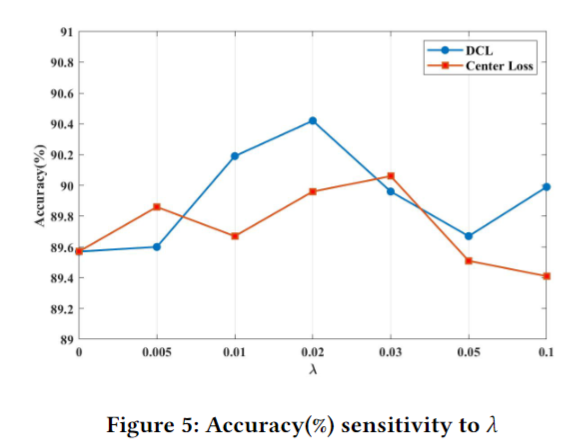 91
90.8
90.6
90.4
90.2
90
89.8
89.6
89.4
89.2
89
Accuracy(%)
DCL
Center Loss
0 0.005 0.01 0.02 0.03 0.05 0.1
λ
Figure 5: Accuracy(%) sensitivity to λ